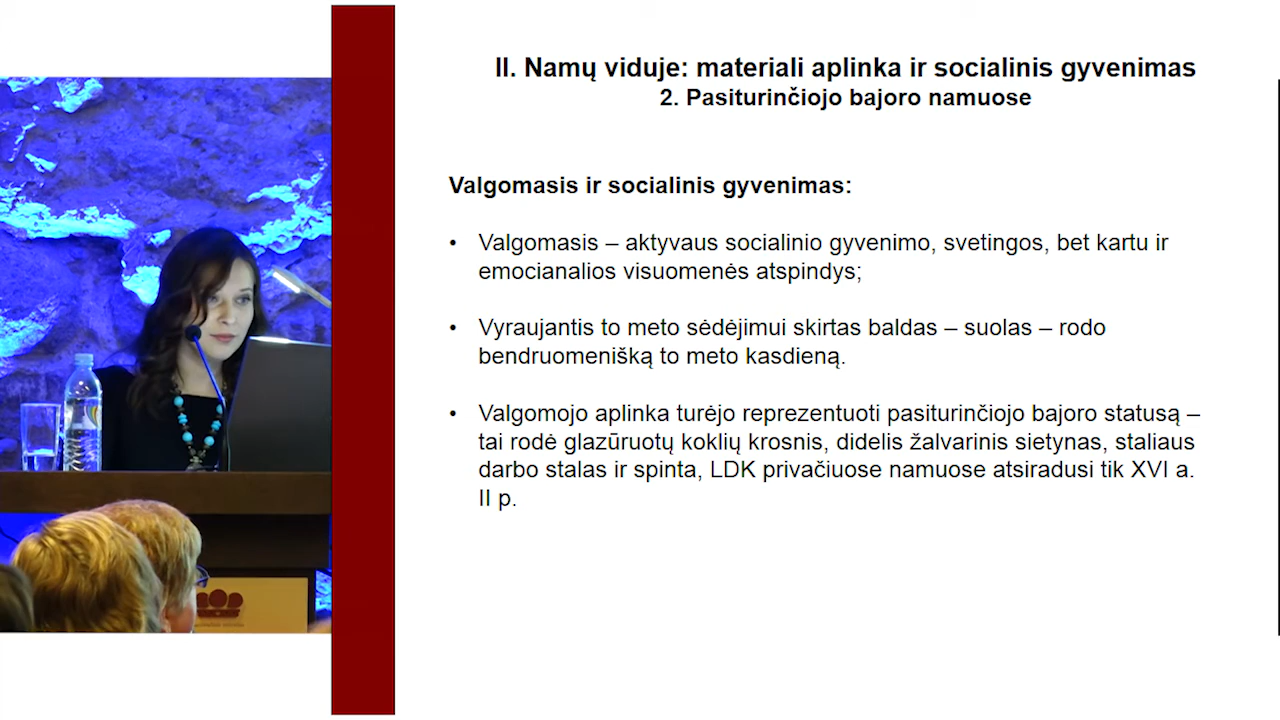 II. Namų viduje: materiali aplinka ir socialinis gyvenimas
2. Pasiturinčiojo bajoro namuose
Valgomasis ir socialinis gyvenimas:
• Valgomasis – aktyvaus socialinio gyvenimo, svetingos, bet kartu ir
emocianalios visuomenės atspindys;
• Vyraujantis to meto sėdėjimui skirtas baldas – suolas – rodo
bendruomenišką to meto kasdieną.
• Valgomojo aplinka turėjo reprezentuoti pasiturinčiojo bajoro statusą –
tai rodė glazūruotų koklių krosnis, didelis žalvarinis sietynas, staliaus
darbo stalas ir spinta, LDK privačiuose namuose atsiradusi tik XVI a.
II p.